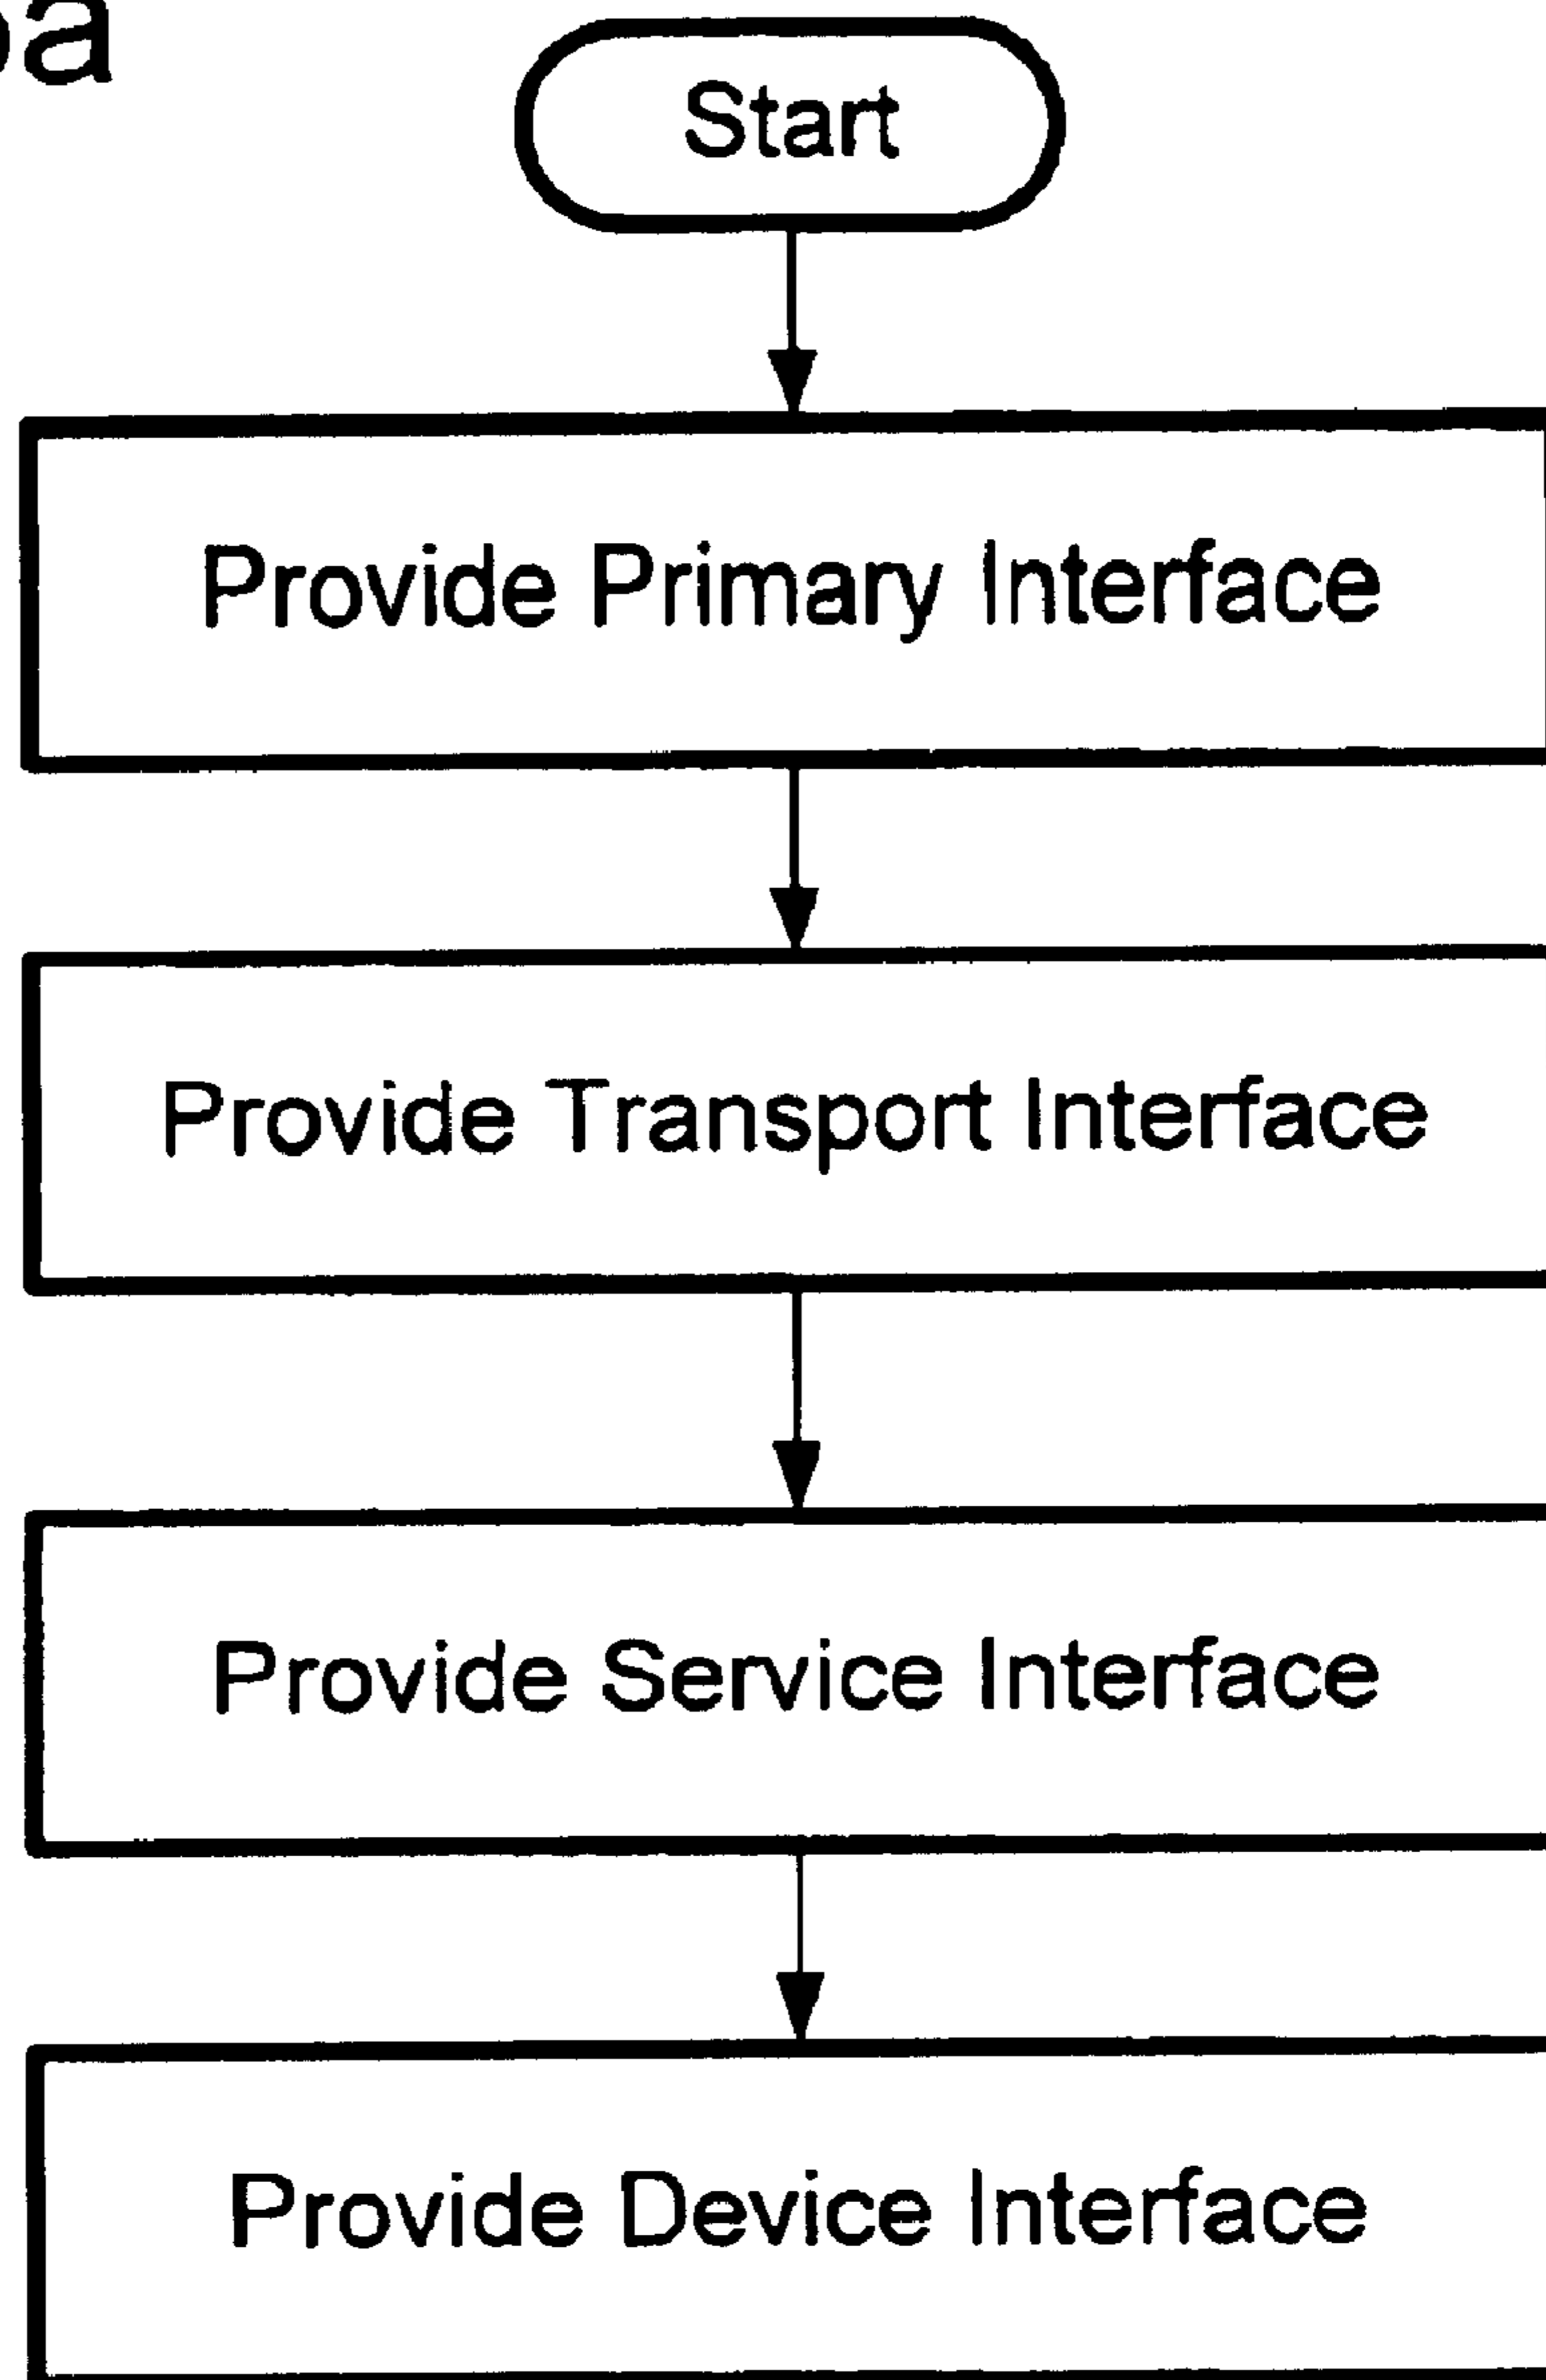 Start
Provide Primary Interface
Provide Transport Interface
Provide Service Interface
Provide Device Interface